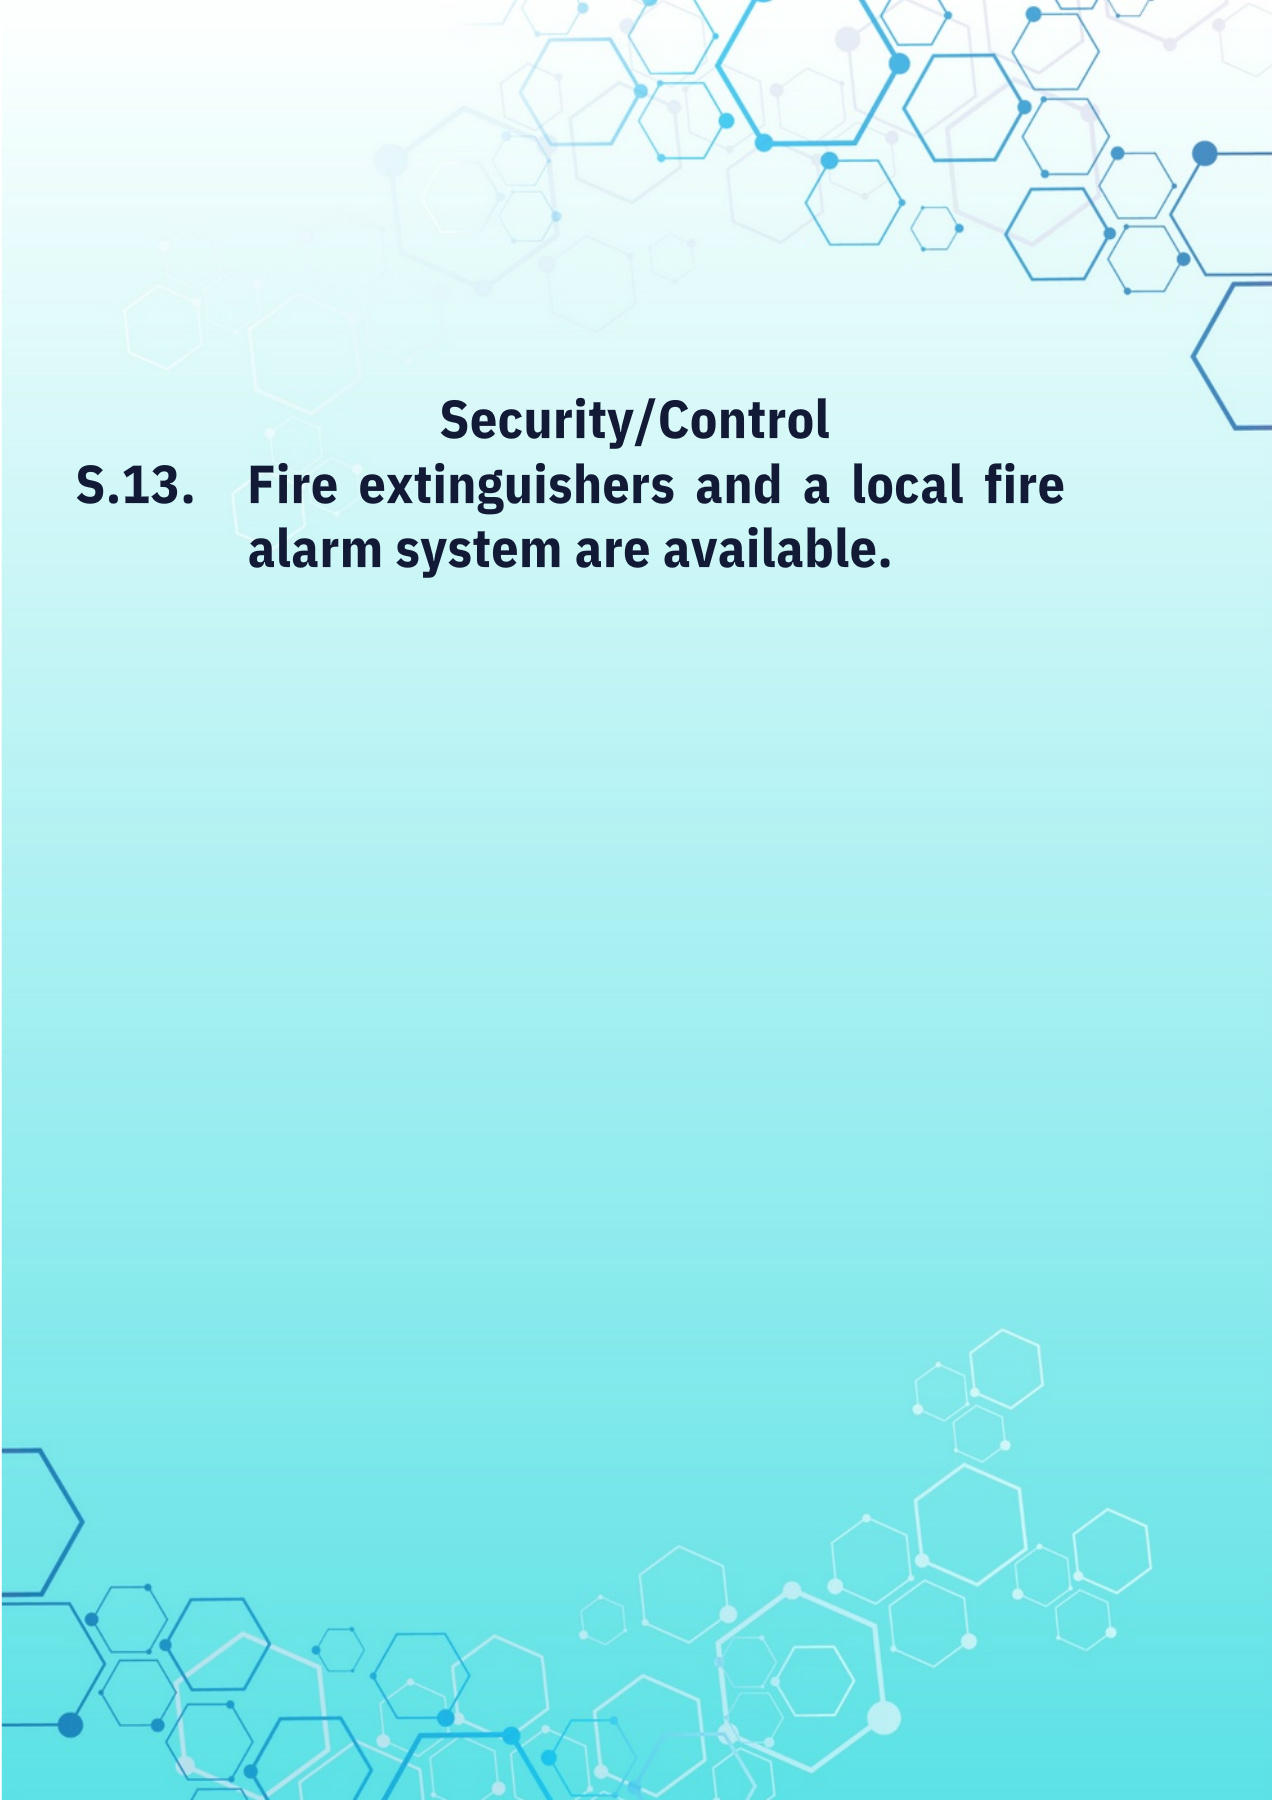 Security/Control
S.13. Fire extinguishers and a local fire
alarm system are available.